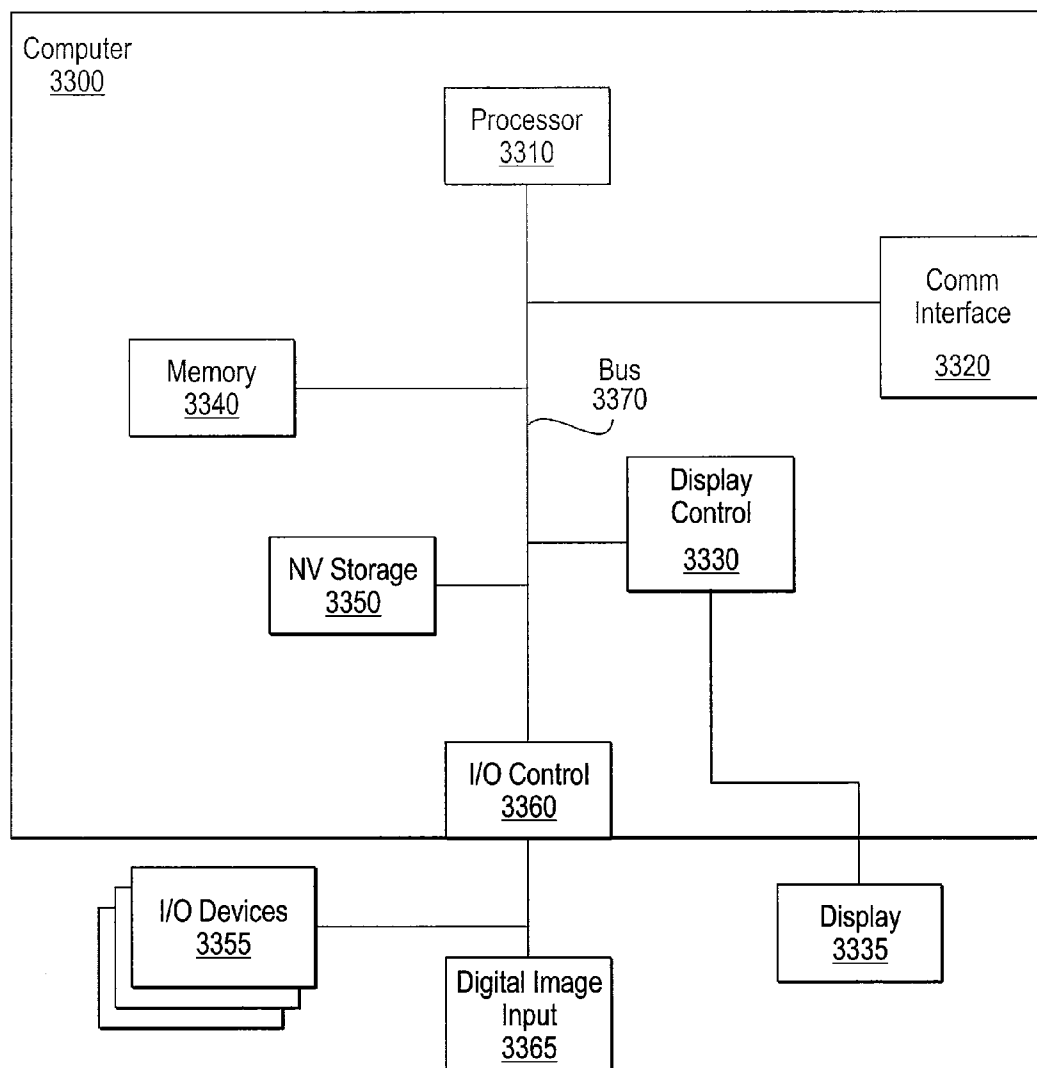 Computer
3300
Processor
3310
Comm
Interface
3320
Memory
3340
Bus
3370
Display
Control
3330
NV Storage
3350
I/O Control
3360
I/O Devices
3355
Display
3335
Digital Image
Input
3365